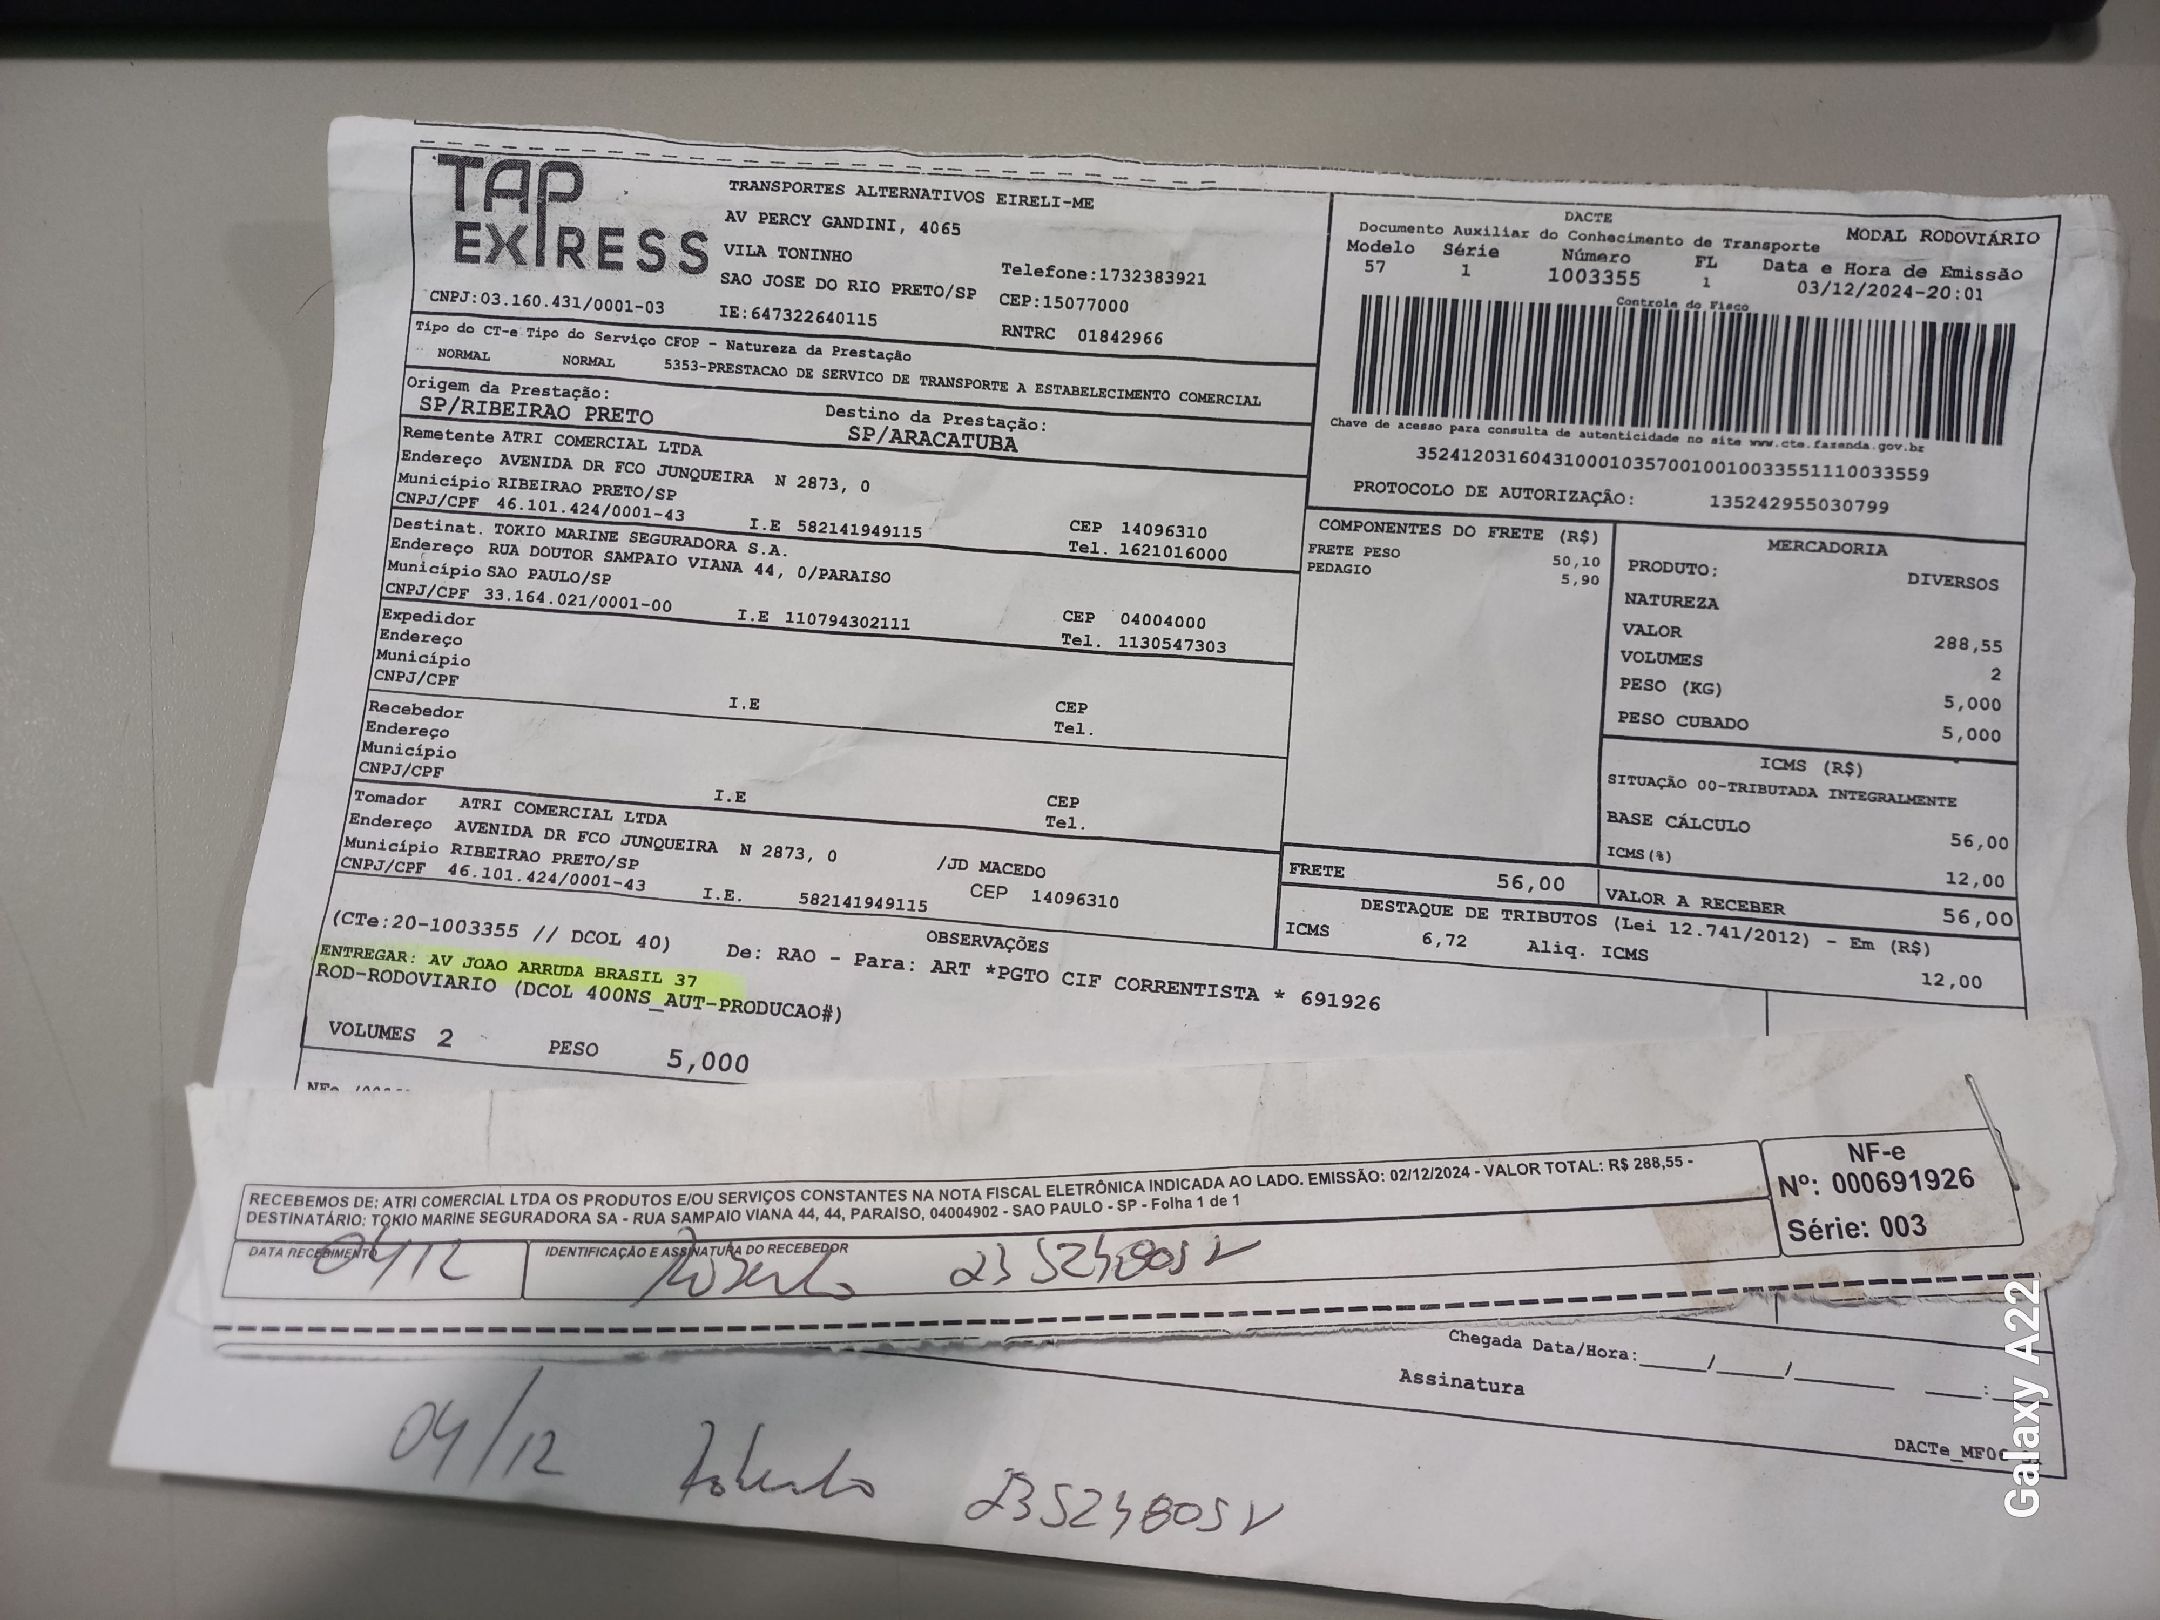 TAP EXPRESS
TRANSPORTES ALTERNATIVOS EIRELI-ME
AV PERCY GANDINI, 4065
VILA TONINHO
Telefone:1732383921
SAO JOSE DO RIO PRETO/SP CEP:15077000
CNPJ:03.160.431/0001-03 IE:647322640115 RNTRC 01842966
Tipo do CT-e Tipo do Serviço CFOP - Natureza da Prestação
NORMAL NORMAL 5353-PRESTACAO DE SERVICO DE TRANSPORTE A ESTABELECIMENTO COMERCIAL
Origem da Prestação: Destino da Prestação:
SP/RIBEIRAO PRETO SP/ARACATUBA
Remetente ATRI COMERCIAL LTDA
Endereço AVENIDA DR FCO JUNQUEIRA N 2873, 0
Município RIBEIRAO PRETO/SP CEP 14096310
CNPJ/CPF 46.101.424/0001-43 I.E 582141949115 Tel. 1621016000
Destinat. TOKIO MARINE SEGURADORA S.A.
Endereço RUA DOUTOR SAMPAIO VIANA 44, 0/PARAISO
Município SAO PAULO/SP CEP 04004000
CNPJ/CPF 33.164.021/0001-00 I.E 110794302111 Tel. 1130547303
Expedidor
Endereço
Município CEP
CNPJ/CPF I.E Tel.
Recebedor
Endereço
Município CEP
CNPJ/CPF I.E Tel.
Tomador ATRI COMERCIAL LTDA
Endereço AVENIDA DR FCO JUNQUEIRA N 2873, 0 /JD MACEDO
Município RIBEIRAO PRETO/SP CEP 14096310
CNPJ/CPF 46.101.424/0001-43 I.E. 582141949115
DACTE MODAL RODOVIÁRIO
Documento Auxiliar do Conhecimento de Transporte
Modelo Série Número FL Data e Hora de Emissão
57 1 1003355 1 03/12/2024-20:01
Controle do Fisco
Chave de acesso para consulta de autenticidade no site www.cte.fazenda.gov.br
35241203160431000103570010010033551110033559
PROTOCOLO DE AUTORIZAÇÃO: 135242955030799
COMPONENTES DO FRETE (R$)
FRETE PESO 50,10
PEDAGIO 5,90
MERCADORIA
PRODUTO: DIVERSOS
NATUREZA
VALOR 288,55
VOLUMES 2
PESO (KG) 5,000
PESO CUBADO 5,000
ICMS (R$)
SITUAÇÃO 00-TRIBUTADA INTEGRALMENTE
BASE CÁLCULO 56,00
ICMS(%) 12,00
FRETE 56,00 VALOR A RECEBER 56,00
DESTAQUE DE TRIBUTOS (Lei 12.741/2012) - Em (R$)
ICMS 6,72 Aliq. ICMS 12,00
OBSERVAÇÕES
(CTe:20-1003355 // DCOL 40) De: RAO - Para: ART *PGTO CIF CORRENTISTA * 691926
ENTREGAR: AV JOAO ARRUDA BRASIL 37
ROD-RODOVIARIO (DCOL 400NS_AUT-PRODUCAO#)
VOLUMES 2 PESO 5,000
RECEBEMOS DE: ATRI COMERCIAL LTDA OS PRODUTOS E/OU SERVIÇOS CONSTANTES NA NOTA FISCAL ELETRÔNICA INDICADA AO LADO. EMISSÃO: 02/12/2024 - VALOR TOTAL: R$ 288,55 -
DESTINATÁRIO: TOKIO MARINE SEGURADORA SA - RUA SAMPAIO VIANA 44, 44, PARAISO, 04004902 - SAO PAULO - SP - Folha 1 de 1
NF-e
Nº: 000691926
Série: 003
DATA RECEBIMENTO IDENTIFICAÇÃO E ASSINATURA DO RECEBEDOR
04/12 Roberto
Chegada Data/Hora:____/____/____ ____:
Assinatura
04/12 Roberto
Galaxy A22